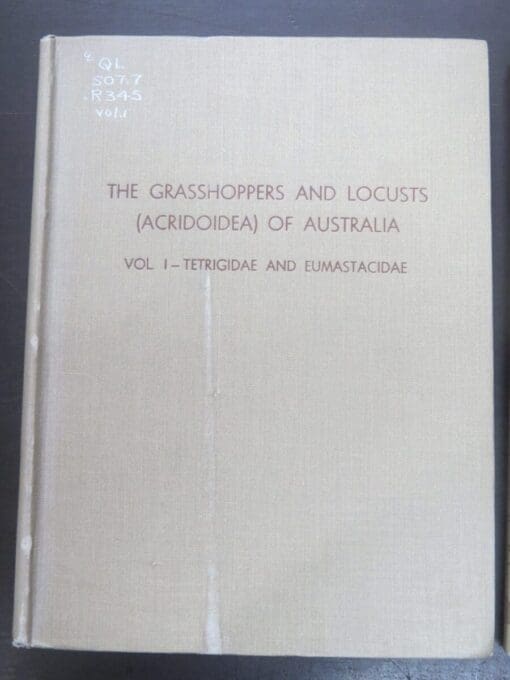 q QL
507.7
.R345
vol.1
THE GRASSHOPPERS AND LOCUSTS
(ACRIDOIDEA) OF AUSTRALIA
VOL I – TETRIGIDAE AND EUMASTACIDAE